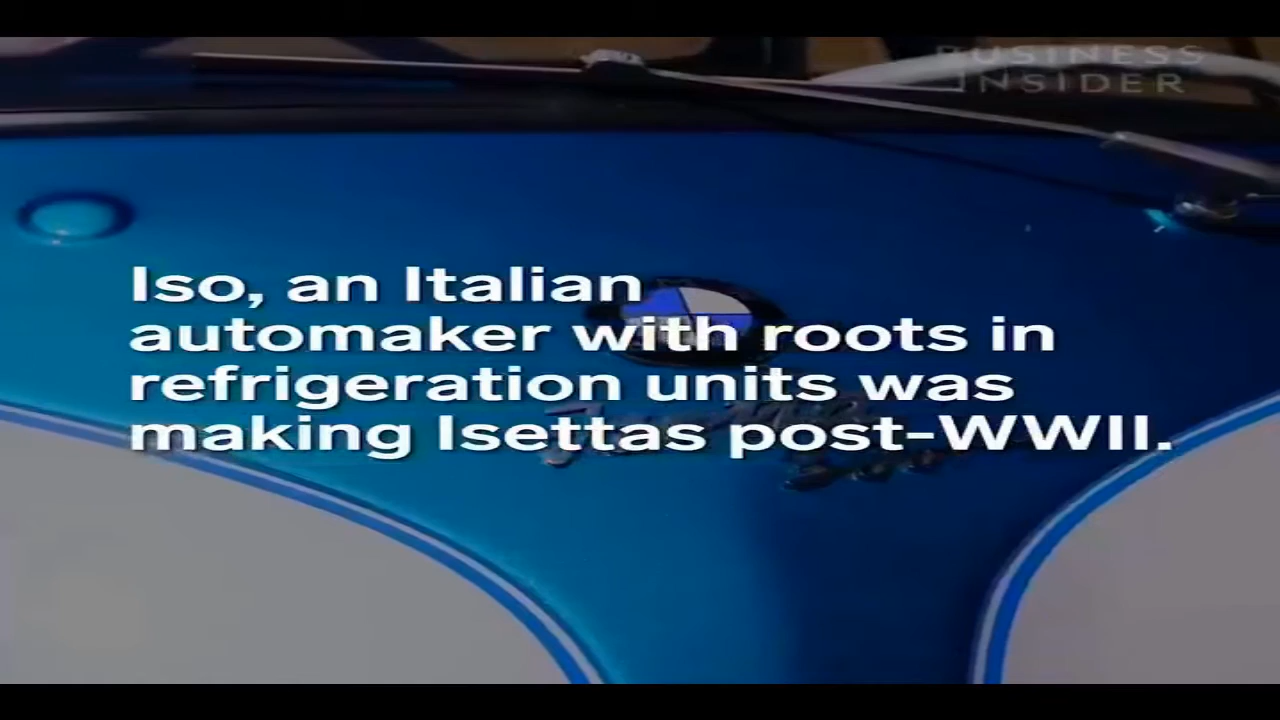 BUSINESS
INSIDER
Iso, an Italian
automaker with roots in
refrigeration units was
making Isettas post-WWII.